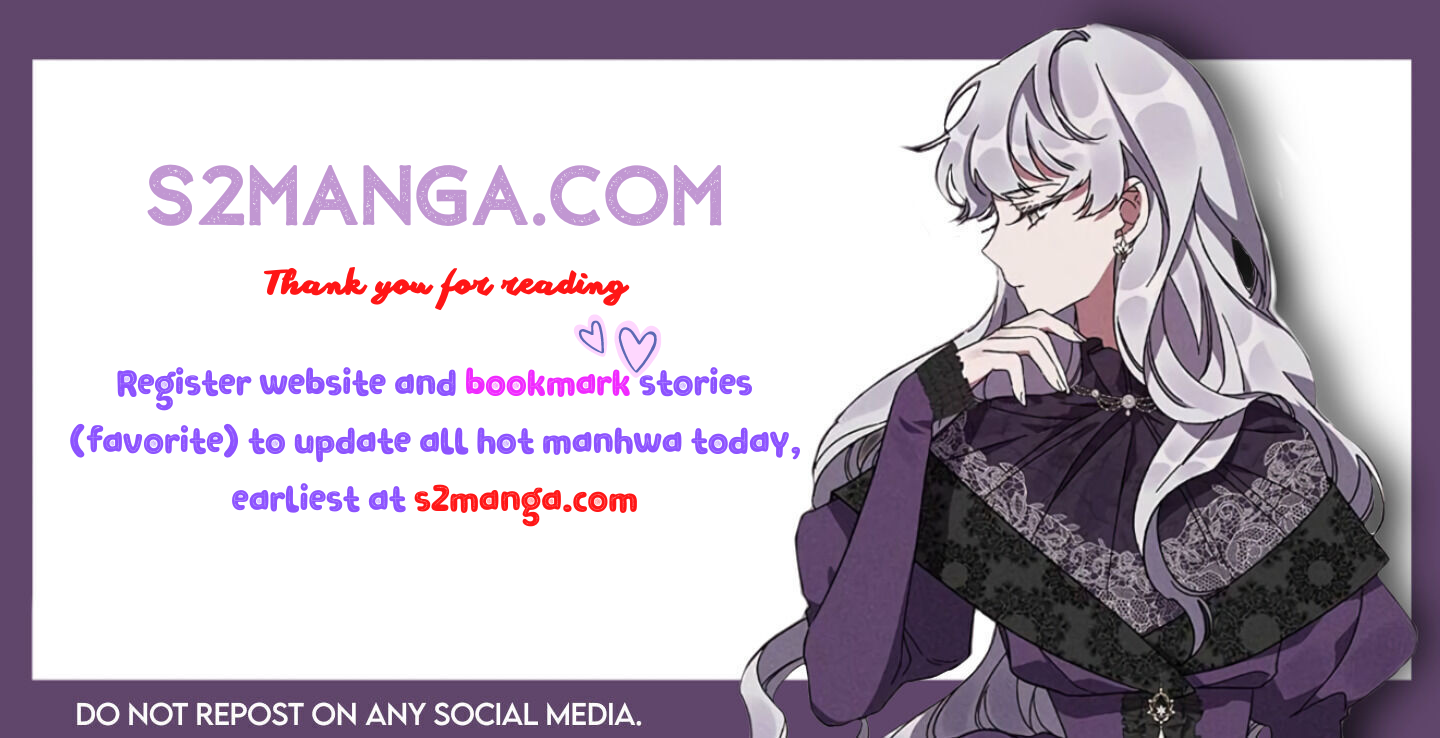 S2MANGA.COM
Thank you for reading
Register website and bookmark stories
(favorite) to update all hot manhwa today,
earliest at s2manga.com
DO NOT REPOST ON ANY SOCIAL MEDIA.